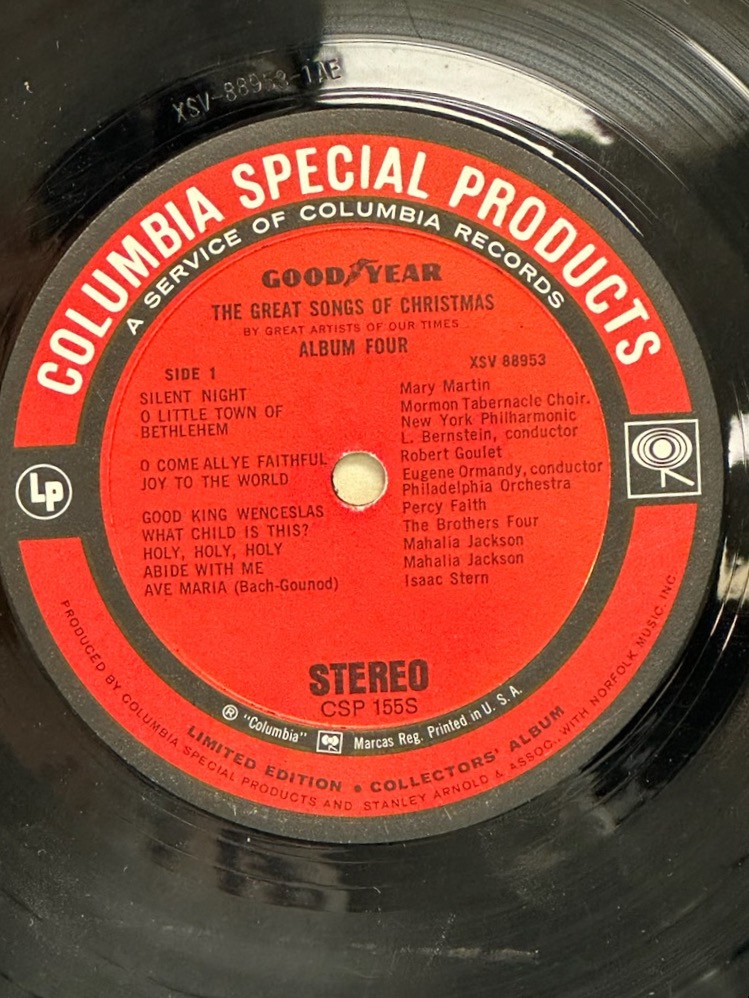 XSV-88953-1AE
COLUMBIA SPECIAL PRODUCTS
A SERVICE OF COLUMBIA RECORDS
GOODYEAR
THE GREAT SONGS OF CHRISTMAS
BY GREAT ARTISTS OF OUR TIMES
ALBUM FOUR
SIDE 1 XSV 88953
SILENT NIGHT Mary Martin
O LITTLE TOWN OF Mormon Tabernacle Choir.
BETHLEHEM New York Philharmonic
L. Bernstein, conductor
O COME ALL YE FAITHFUL Robert Goulet
JOY TO THE WORLD Eugene Ormandy, conductor
Philadelphia Orchestra
GOOD KING WENCESLAS Percy Faith
WHAT CHILD IS THIS? The Brothers Four
HOLY, HOLY, HOLY Mahalia Jackson
ABIDE WITH ME Mahalia Jackson
AVE MARIA (Bach-Gounod) Isaac Stern
LP
STEREO
CSP 155S
® "Columbia" Marcas Reg. Printed in U. S. A.
LIMITED EDITION • COLLECTORS' ALBUM
PRODUCED BY COLUMBIA SPECIAL PRODUCTS AND STANLEY ARNOLD & ASSOC. WITH NORFOLK MUSIC INC